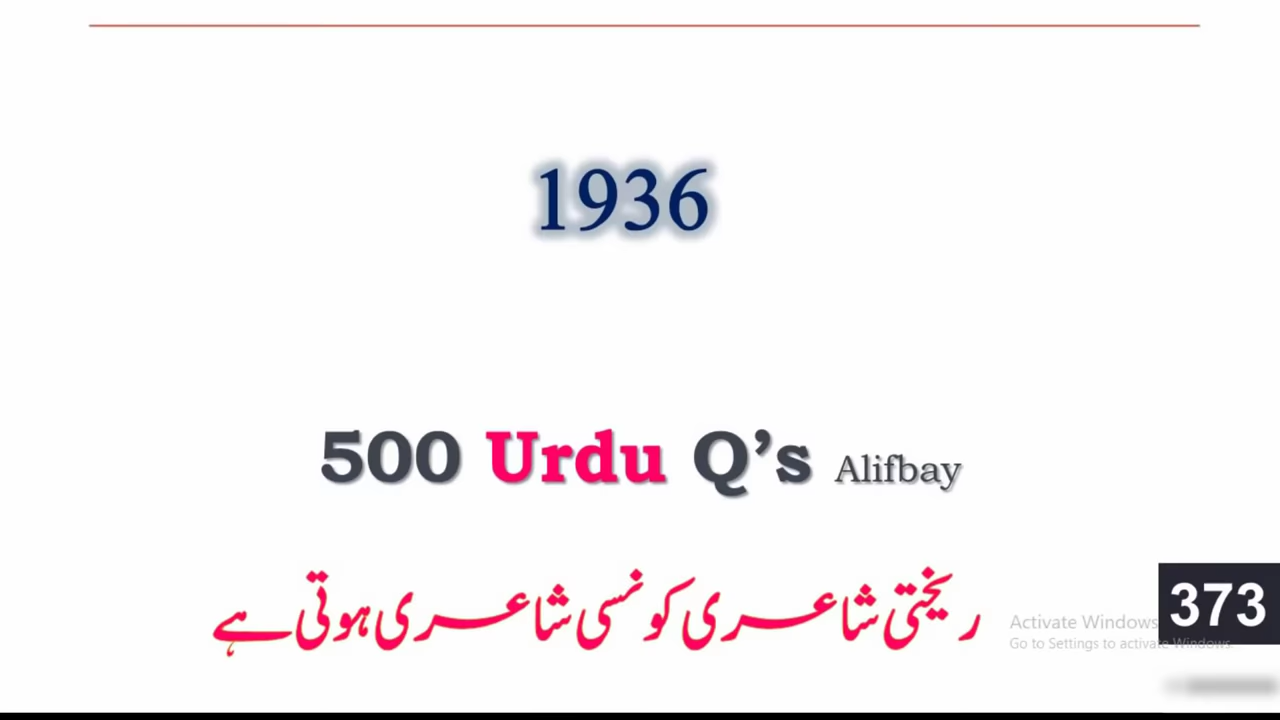 1936
500 Urdu Q's Alifbay
ریختی شاعری کونسی شاعری ہوتی ہے
373
Activate Windows
Go to Settings to activate Windows.